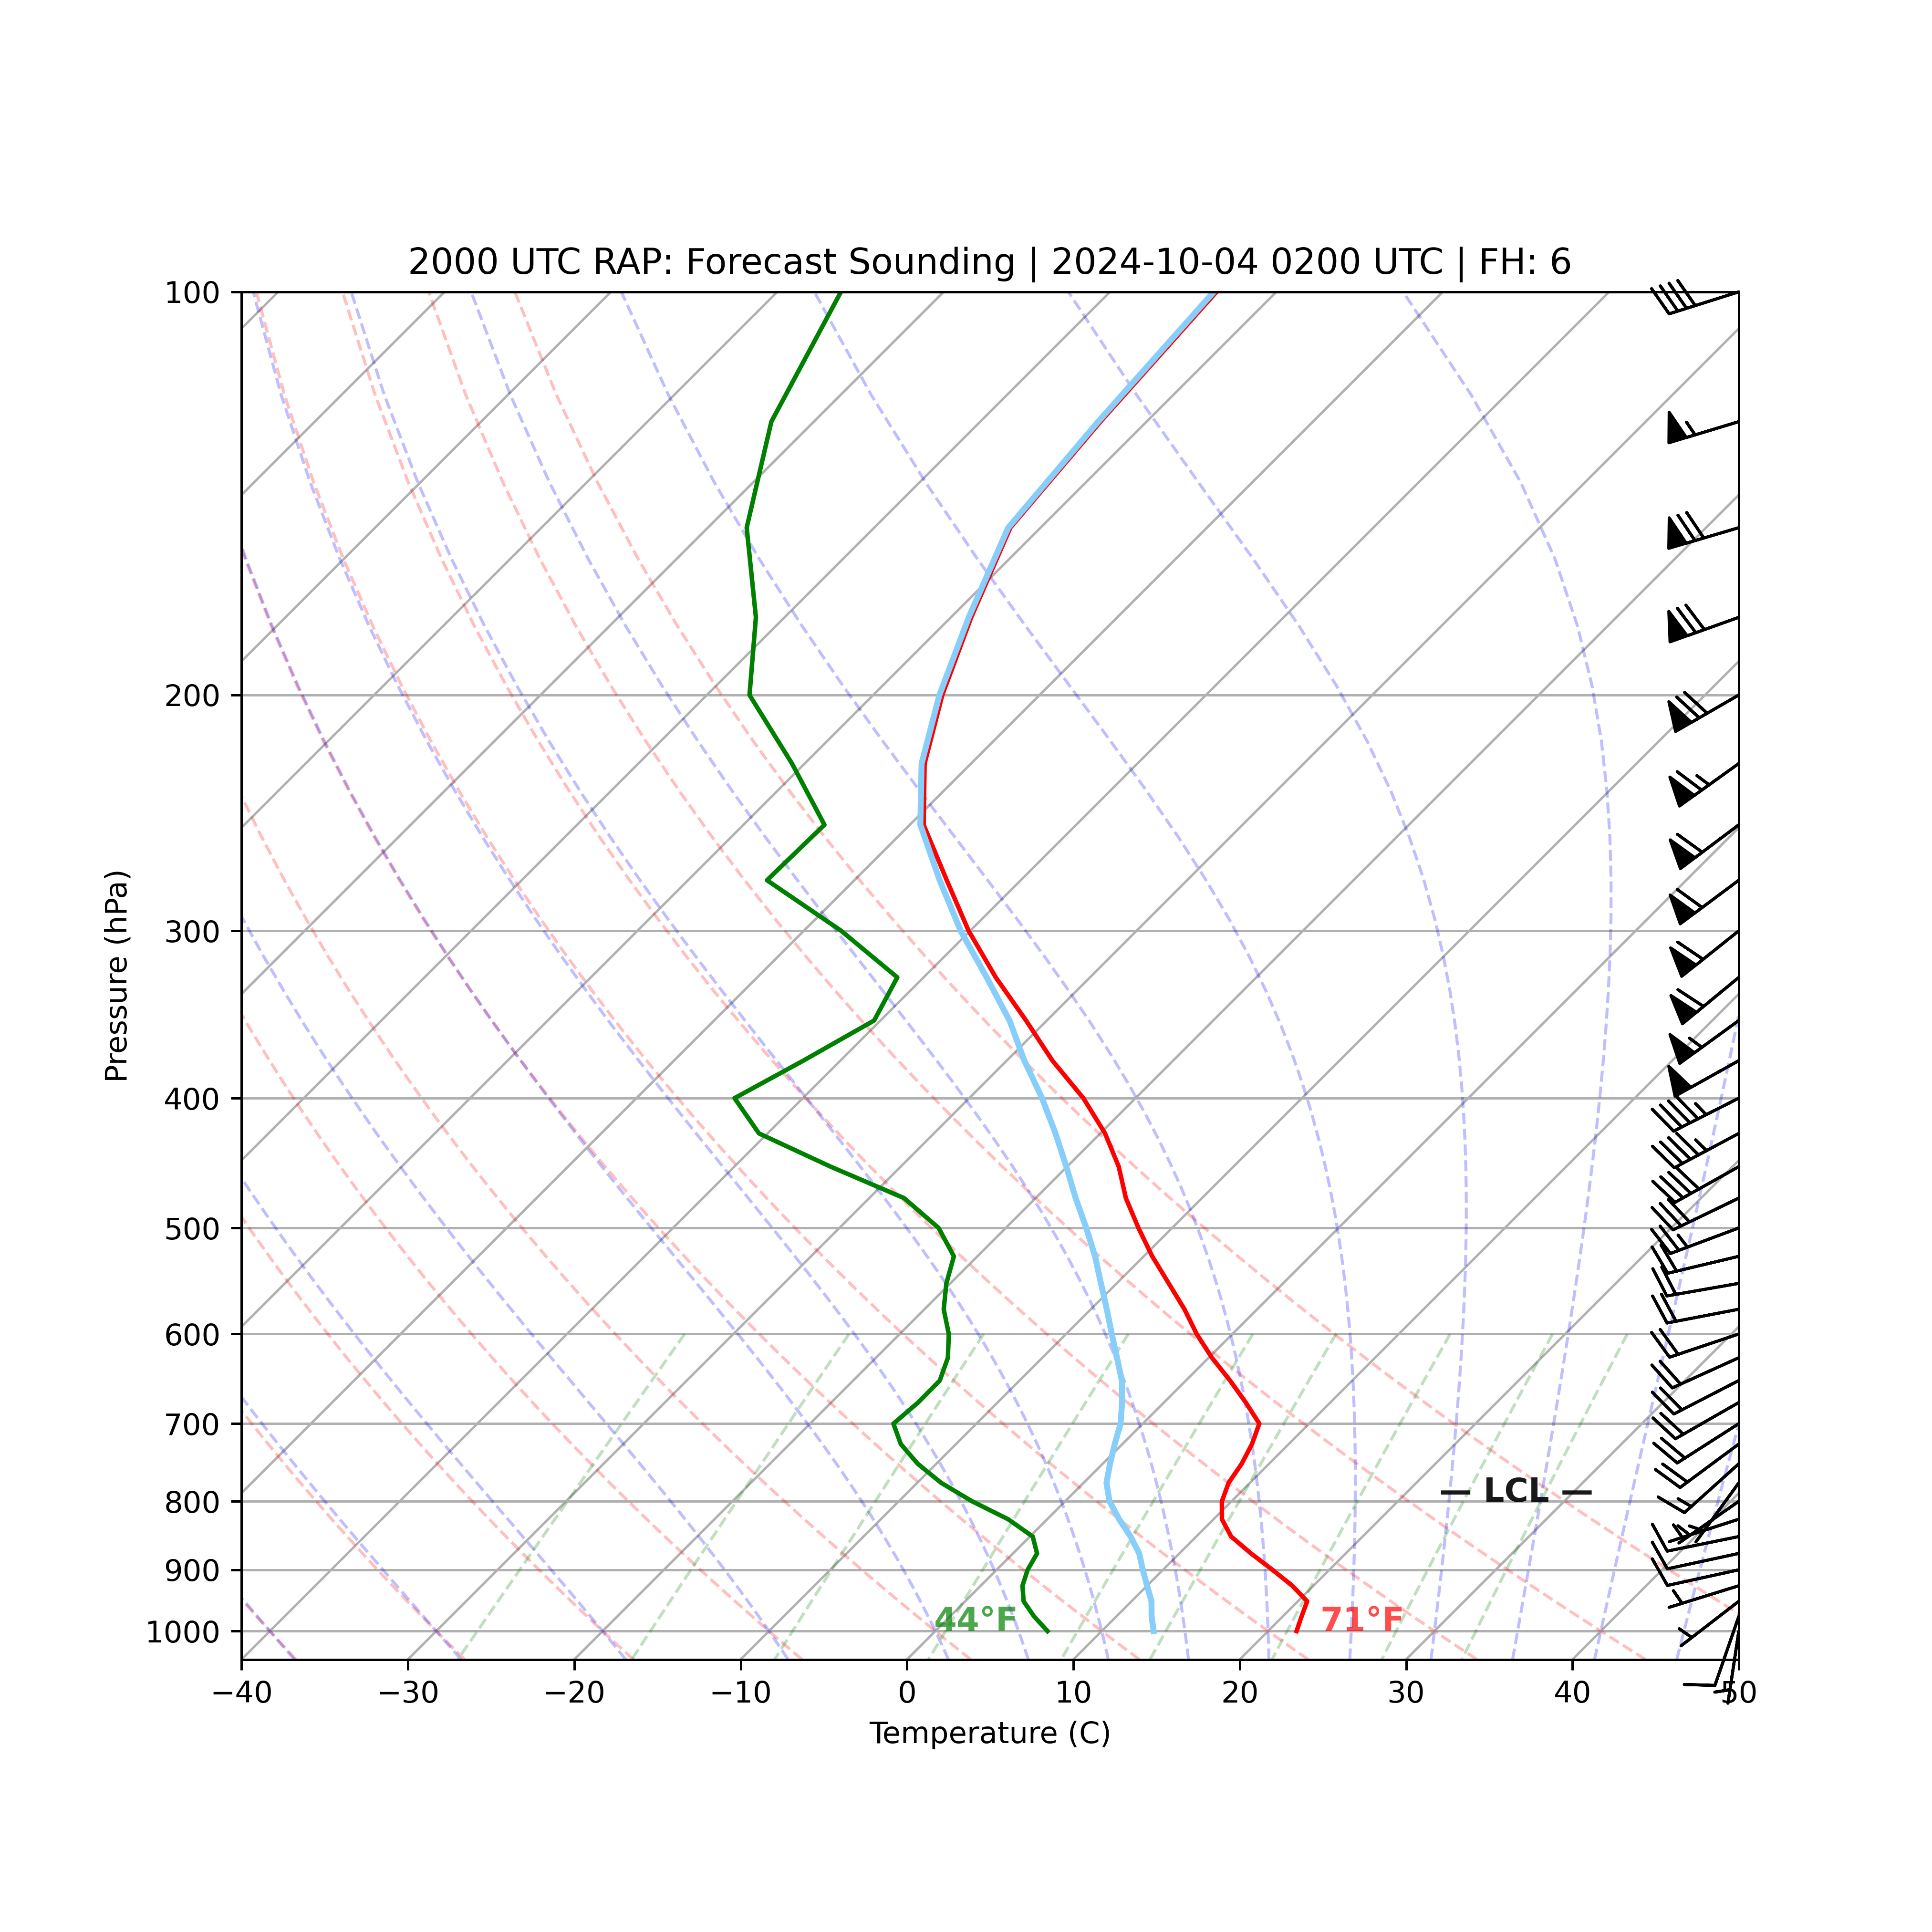 2000 UTC RAP: Forecast Sounding | 2024-10-04 0200 UTC | FH: 6
100
200
300
400
500
600
700
800
900
1000
Pressure (hPa)
— LCL —
44°F
71°F
−40 −30 −20 −10 0 10 20 30 40 50
Temperature (C)